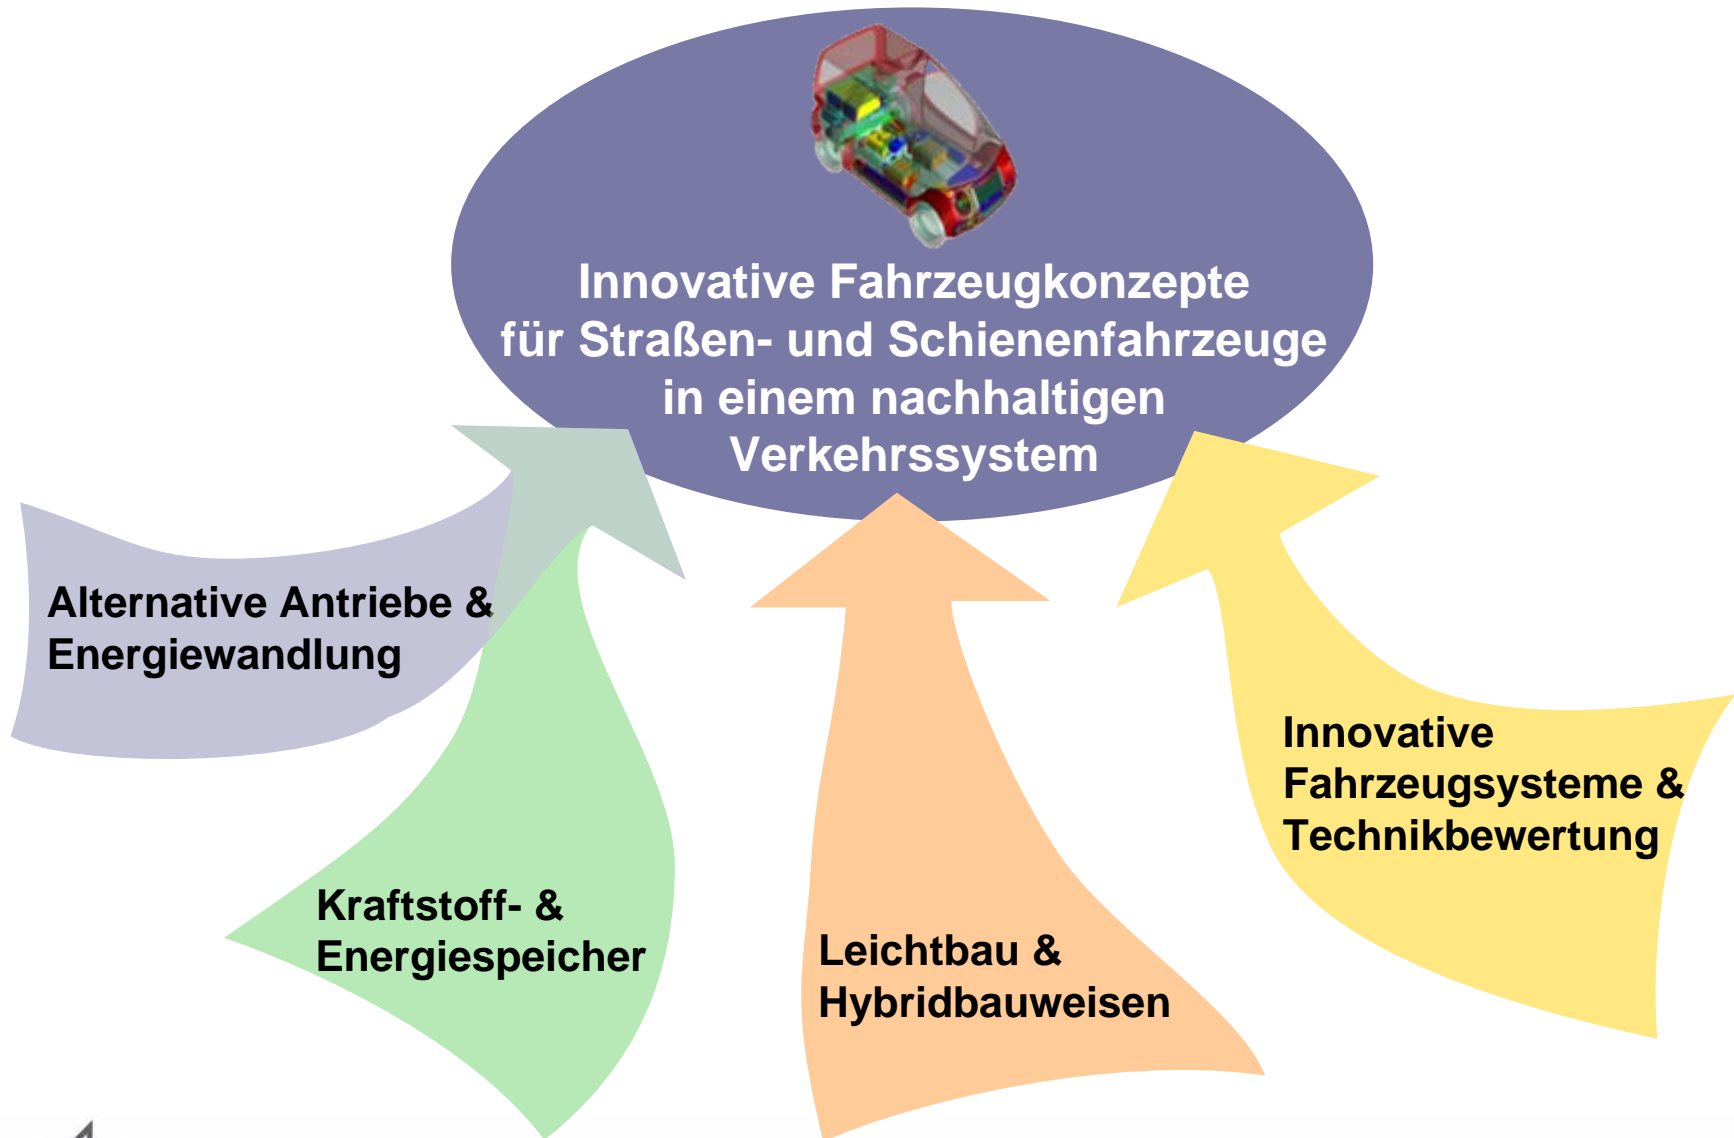 Innovative Fahrzeugkonzepte
für Straßen- und Schienenfahrzeuge
in einem nachhaltigen
Verkehrssystem
Alternative Antriebe &
Energiewandlung
Kraftstoff- &
Energiespeicher
Leichtbau &
Hybridbauweisen
Innovative
Fahrzeugsysteme &
Technikbewertung